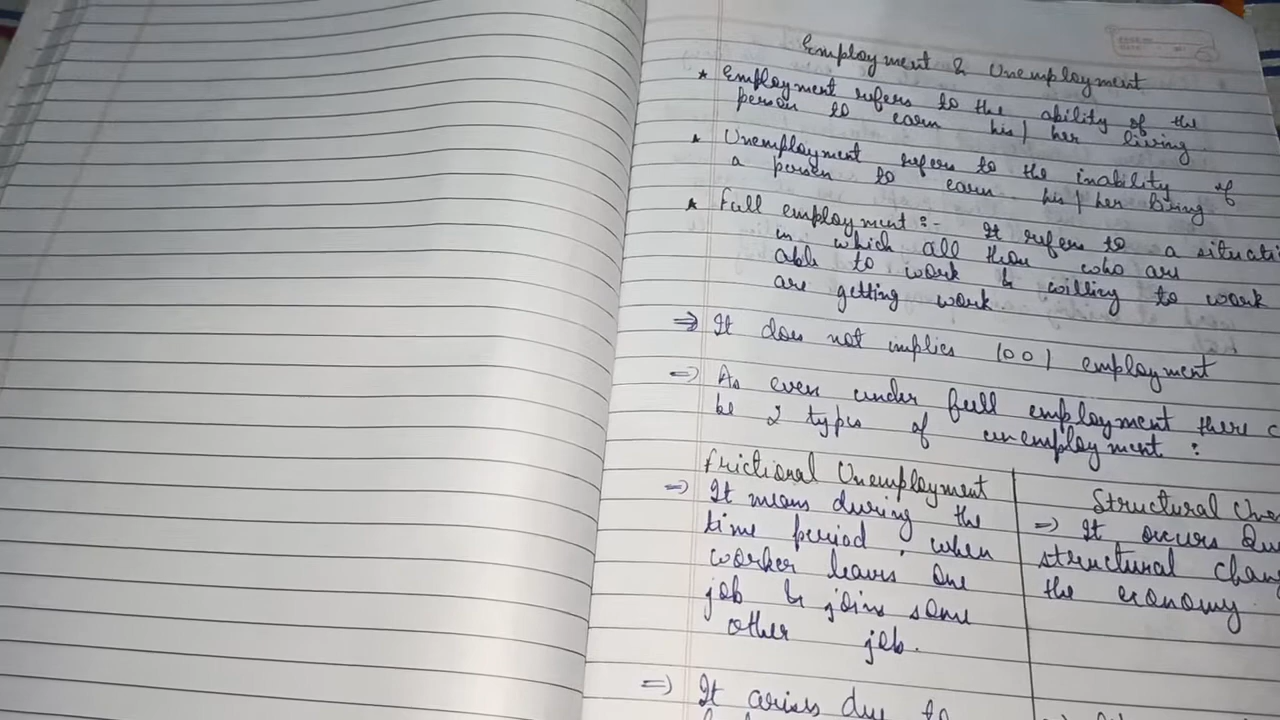 Employment & Unemployment
* Employment refers to the ability of the
person to earn his / her living
* Unemployment refers to the inability of
a person to earn his / her living
* Full employment :- It refers to a situati
in which all those who are
able to work & willing to work
are getting work.
⇒ It does not implies 100% employment
⇒ As even under full employment there c
be 2 types of unemployment :
Frictional Unemployment
⇒ It means during the
time period, when
worker leaves one
job & joins some
other job.
⇒ It arises due to
Structural Une
⇒ It occurs due
structural chan
the economy.